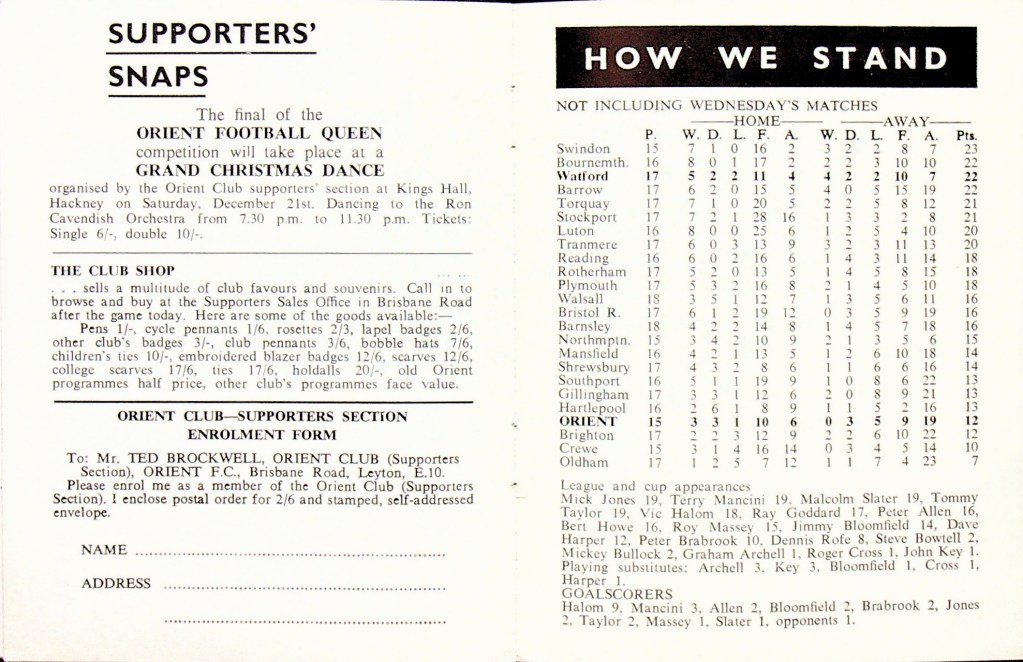 SUPPORTERS'
SNAPS
The final of the
ORIENT FOOTBALL QUEEN
competition will take place at a
GRAND CHRISTMAS DANCE
organised by the Orient Club supporters' section at Kings Hall,
Hackney on Saturday, December 21st. Dancing to the Ron
Cavendish Orchestra from 7.30 p.m. to 11.30 p.m. Tickets:
Single 6/-, double 10/-.
THE CLUB SHOP
. . . sells a multitude of club favours and souvenirs. Call in to
browse and buy at the Supporters Sales Office in Brisbane Road
after the game today. Here are some of the goods available:—
Pens 1/-, cycle pennants 1/6, rosettes 2/3, lapel badges 2/6,
other club's badges 3/-, club pennants 3/6, bobble hats 7/6,
children's ties 10/-, embroidered blazer badges 12/6, scarves 12/6,
college scarves 17/6, ties 17/6, holdalls 20/-, old Orient
programmes half price, other club's programmes face value.
ORIENT CLUB—SUPPORTERS SECTION
ENROLMENT FORM
To: Mr. TED BROCKWELL, ORIENT CLUB (Supporters
Section), ORIENT F.C., Brisbane Road, Leyton, E.10.
Please enrol me as a member of the Orient Club (Supporters
Section). I enclose postal order for 2/6 and stamped, self-addressed
envelope.
NAME
ADDRESS
HOW WE STAND
NOT INCLUDING WEDNESDAY'S MATCHES
HOME AWAY
P. W. D. L. F. A. W. D. L. F. A. Pts.
Swindon 15 7 1 0 16 2 3 2 2 8 7 23
Bournemth. 16 8 0 1 17 2 2 2 3 10 10 22
Watford 17 5 2 2 11 4 4 2 2 10 7 22
Barrow 17 6 2 0 15 5 4 0 5 15 19 22
Torquay 17 7 1 0 20 5 2 2 5 8 12 21
Stockport 17 7 2 1 28 16 1 3 3 2 8 21
Luton 16 8 0 0 25 6 1 2 5 4 10 20
Tranmere 17 6 0 3 13 9 3 2 3 11 13 20
Reading 16 6 0 2 16 6 1 4 3 11 14 18
Rotherham 17 5 2 0 13 5 1 4 5 8 15 18
Plymouth 17 5 3 2 16 8 2 1 4 5 10 18
Walsall 18 3 5 1 12 7 1 3 5 6 11 16
Bristol R. 17 6 1 2 19 12 0 3 5 9 19 16
Barnsley 18 4 2 2 14 8 1 4 5 7 18 16
Northmptn. 15 3 4 2 10 9 2 1 3 5 6 15
Mansfield 16 4 2 1 13 5 1 2 6 10 18 14
Shrewsbury 17 4 3 2 8 6 1 1 6 6 16 14
Southport 16 5 1 1 19 9 1 0 8 6 22 13
Gillingham 17 3 3 1 12 6 2 0 8 9 21 13
Hartlepool 16 2 6 1 8 9 1 1 5 2 16 13
ORIENT 15 3 3 1 10 6 0 3 5 9 19 12
Brighton 17 2 2 3 12 9 2 2 6 10 22 12
Crewe 15 3 1 4 16 14 0 3 4 5 14 10
Oldham 17 1 2 5 7 12 1 1 7 4 23 7
League and cup appearances
Mick Jones 19, Terry Mancini 19, Malcolm Slater 19, Tommy
Taylor 19, Vic Halom 18, Ray Goddard 17, Peter Allen 16,
Bert Howe 16, Roy Massey 15, Jimmy Bloomfield 14, Dave
Harper 12, Peter Brabrook 10, Dennis Rofe 8, Steve Bowtell 2,
Mickey Bullock 2, Graham Archell 1, Roger Cross 1, John Key 1.
Playing substitutes: Archell 3, Key 3, Bloomfield 1, Cross 1,
Harper 1.
GOALSCORERS
Halom 9, Mancini 3, Allen 2, Bloomfield 2, Brabrook 2, Jones
2, Taylor 2, Massey 1, Slater 1, opponents 1.